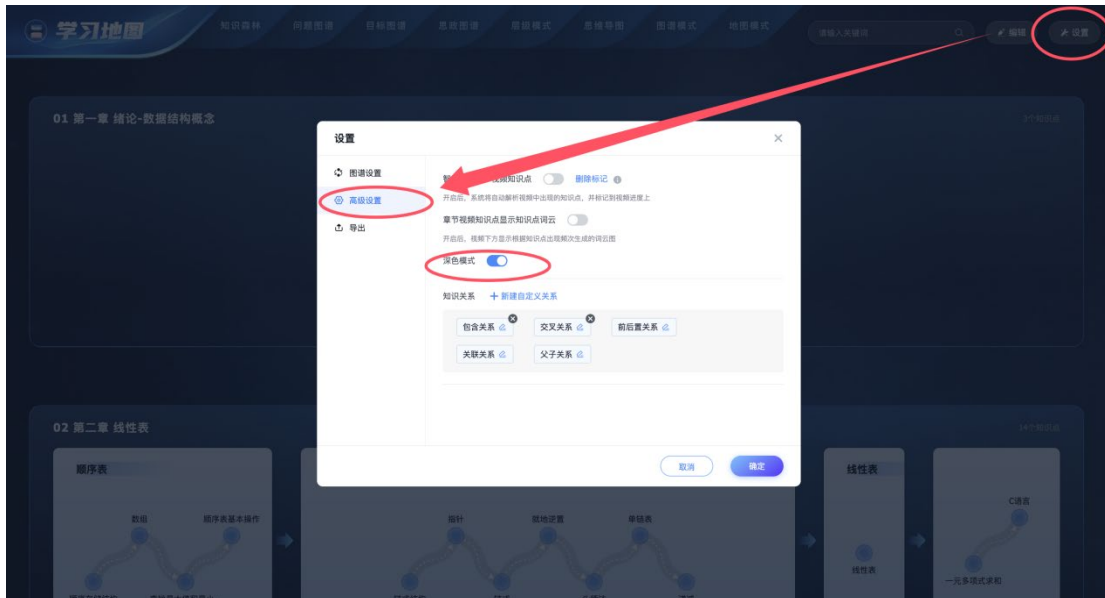 学习地图
知识森林 问题图谱 目标图谱 思政图谱 层级模式 思维导图 图谱模式 地图模式
请输入关键词
编辑
设置
01 第一章 绪论-数据结构概念
设置
图谱设置
高级设置
导出
视频知识点 删除标记
开启后，系统将自动解析视频中出现的知识点，并标记到视频进度上
章节视频知识点显示知识点词云
开启后，视频下方显示根据知识点出现频次生成的词云图
深色模式
知识关系 新建自定义关系
包含关系 交叉关系 前后置关系
关联关系 父子关系
取消 确定
02 第二章 线性表
14个知识点
顺序表
线性表
数组 顺序表基本操作 指针 就地逆置 单链表
C语言
线性表
一元多项式求和